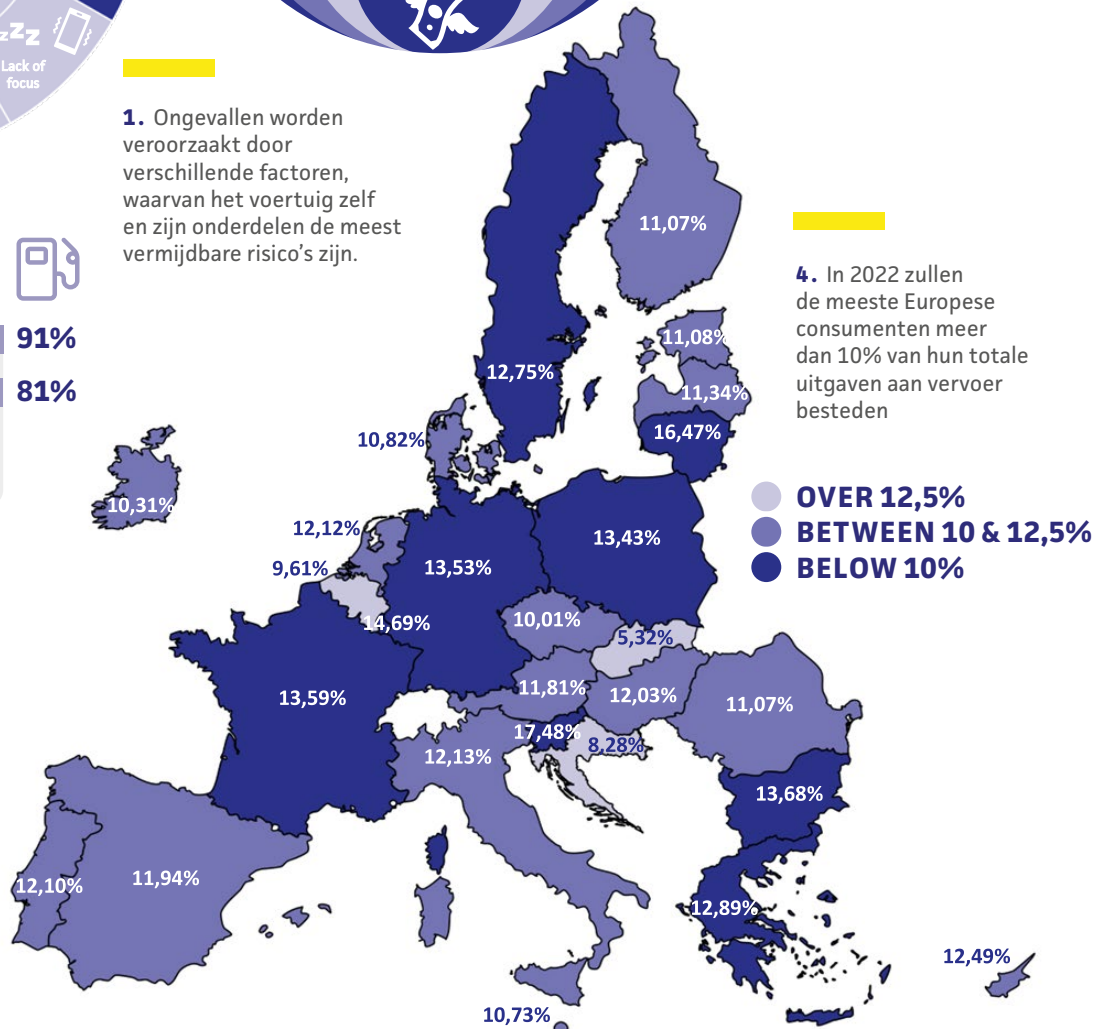 zZZ
Lack of
focus
1. Ongevallen worden
veroorzaakt door
verschillende factoren,
waarvan het voertuig zelf
en zijn onderdelen de meest
vermijdbare risico's zijn.
91%
81%
4. In 2022 zullen
de meeste Europese
consumenten meer
dan 10% van hun totale
uitgaven aan vervoer
besteden
OVER 12,5%
BETWEEN 10 & 12,5%
BELOW 10%
11,07%
11,08%
12,75%
11,34%
16,47%
10,82%
10,31%
12,12%
13,43%
9,61%
13,53%
14,69%
10,01%
5,32%
11,81%
12,03%
13,59%
11,07%
17,48%
8,28%
12,13%
13,68%
12,10%
11,94%
12,89%
12,49%
10,73%